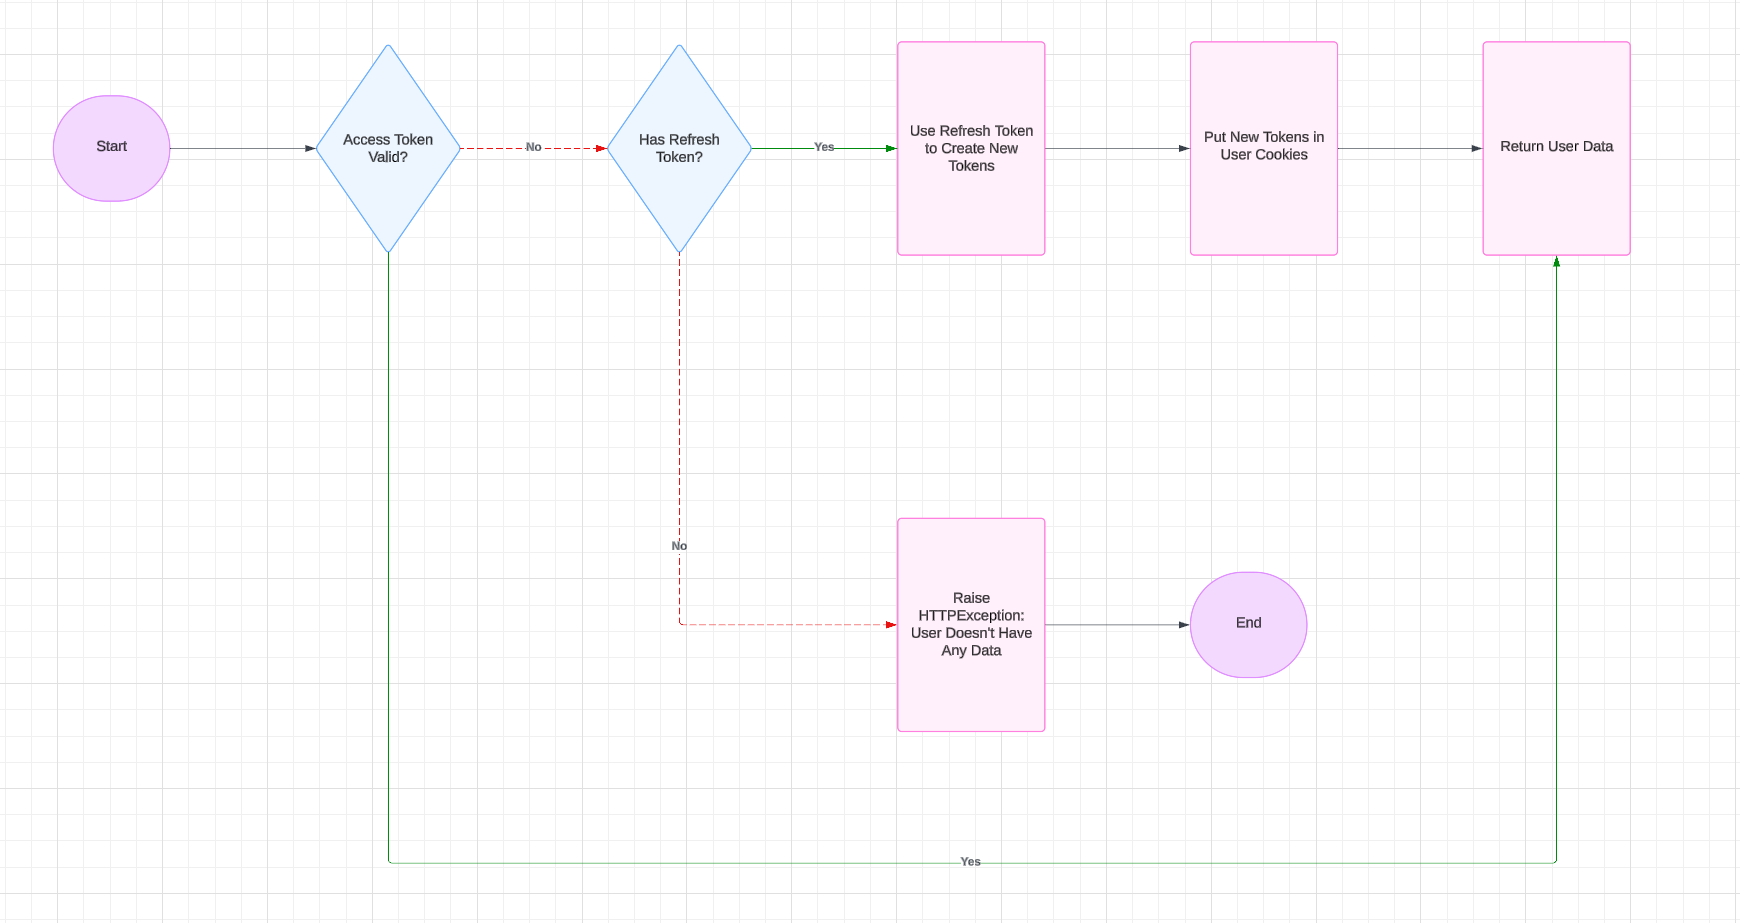 Start
Access Token
Valid?
No
Has Refresh
Token?
Yes
Use Refresh Token
to Create New
Tokens
Put New Tokens in
User Cookies
Return User Data
No
Raise
HTTPException:
User Doesn't Have
Any Data
End
Yes